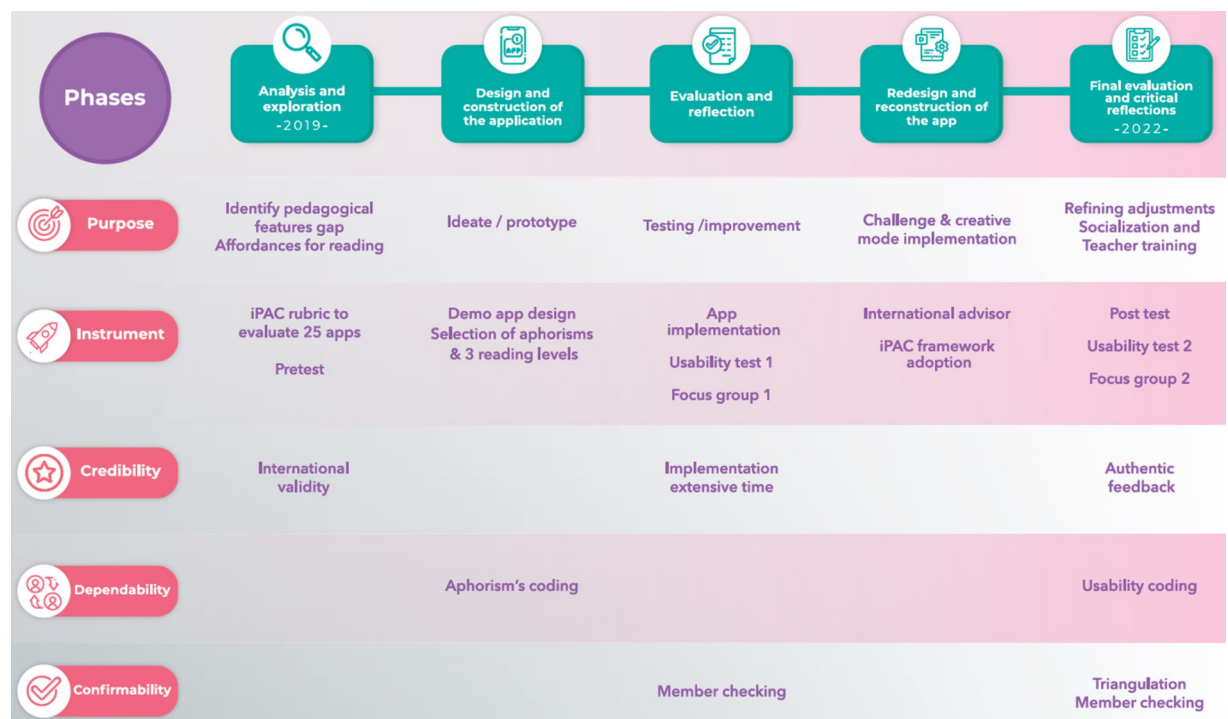 Phases
Analysis and
exploration
-2019-
Design and
construction of
the application
Evaluation and
reflection
Redesign and
reconstruction of
the app
Final evaluation
and critical
reflections
-2022-
APP
Purpose
Identify pedagogical
features gap
Affordances for reading
Ideate / prototype
Testing /improvement
Challenge & creative
mode implementation
Refining adjustments
Socialization and
Teacher training
Instrument
iPAC rubric to
evaluate 25 apps
Pretest
Demo app design
Selection of aphorisms
& 3 reading levels
App
implementation
Usability test 1
Focus group 1
International advisor
iPAC framework
adoption
Post test
Usability test 2
Focus group 2
Credibility
International
validity
Implementation
extensive time
Authentic
feedback
Dependability
Aphorism's coding
Usability coding
Confirmability
Member checking
Triangulation
Member checking